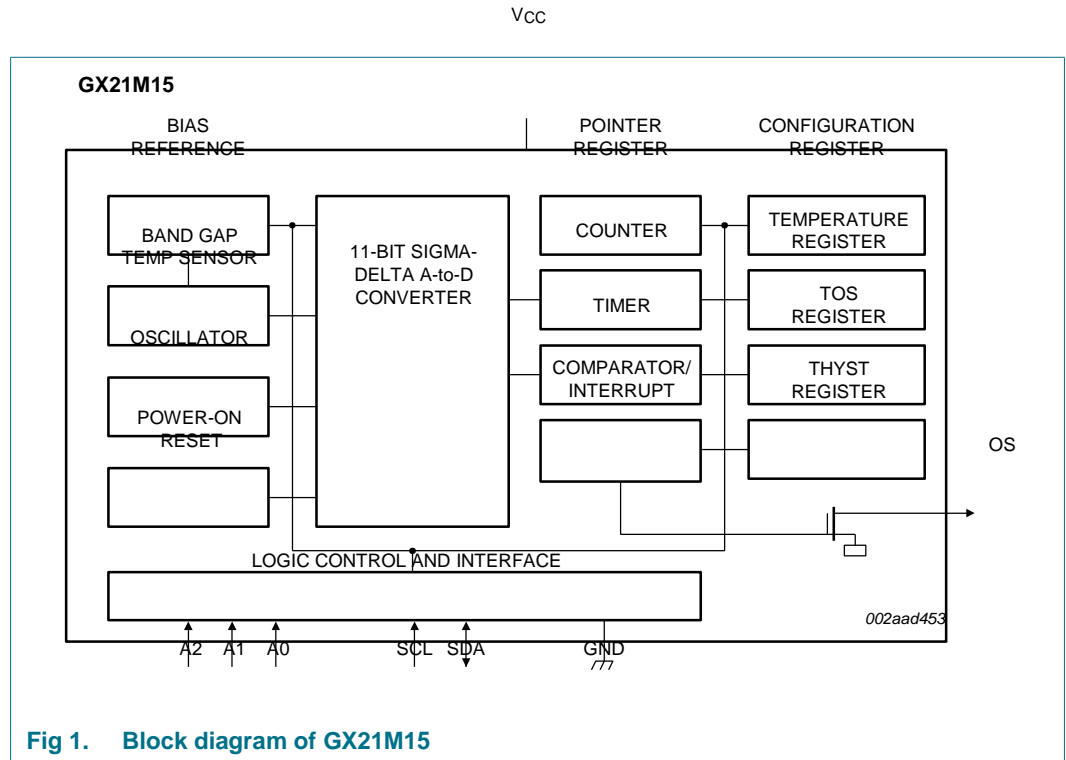 VCC
GX21M15
BIAS
REFERENCE
POINTER
REGISTER
CONFIGURATION
REGISTER
BAND GAP
TEMP SENSOR
11-BIT SIGMA-
DELTA A-to-D
CONVERTER
COUNTER
TEMPERATURE
REGISTER
OSCILLATOR
TIMER
TOS
REGISTER
POWER-ON
RESET
COMPARATOR/
INTERRUPT
THYST
REGISTER
OS
LOGIC CONTROL AND INTERFACE
002aad453
A2 A1 A0 SCL SDA GND
Fig 1. Block diagram of GX21M15